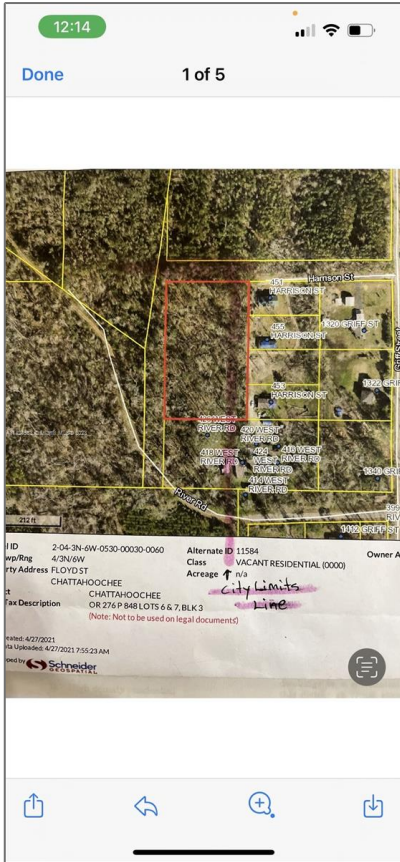 12:14
Done
1 of 5
Harrison St
451
HARRISON ST
455
HARRISON ST
1320 GRIFF ST
453
HARRISON ST
1322 GRIF
RIVER RD
420 WEST
RIVER RD
418 WEST
RIVER RD
424
WEST
RIVER RD
416 WEST
RIVER RD
414 WEST
RIVER RD
1340 GRI
River Rd
212 ft
1412 GRIFF ST
l ID 2-04-3N-6W-0530-00030-0060
wp/Rng 4/3N/6W
rty Address FLOYD ST
CHATTAHOOCHEE
ct CHATTAHOOCHEE
Tax Description OR 276 P 848 LOTS 6 & 7, BLK 3
(Note: Not to be used on legal documents)
Alternate ID 11584
Class VACANT RESIDENTIAL (0000)
Acreage n/a
Owner A
City Limits
Line
reated: 4/27/2021
ta Uploaded: 4/27/2021 7:55:23 AM
oped by Schneider
GEOSPATIAL